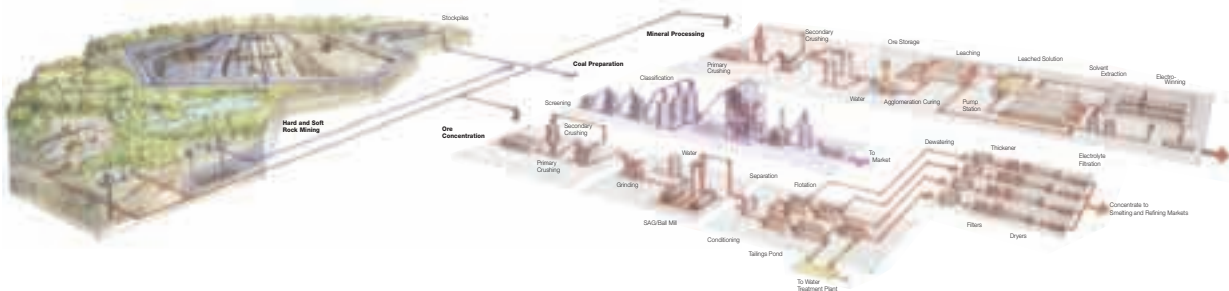 Stockpiles
Mineral Processing
Coal Preparation
Hard and Soft
Rock Mining
Ore
Concentration
Primary
Crushing
Secondary
Crushing
Ore Storage
Leaching
Leached Solution
Solvent
Extraction
Electro-
Winning
Water
Agglomeration Curing
Pump
Station
Classification
Screening
To
Market
Secondary
Crushing
Primary
Crushing
Grinding
Water
SAG/Ball Mill
Separation
Conditioning
Flotation
Tailings Pond
To Water
Treatment Plant
Dewatering
Thickener
Electrolyte
Filtration
Filters
Dryers
Concentrate to
Smelting and Refining Markets